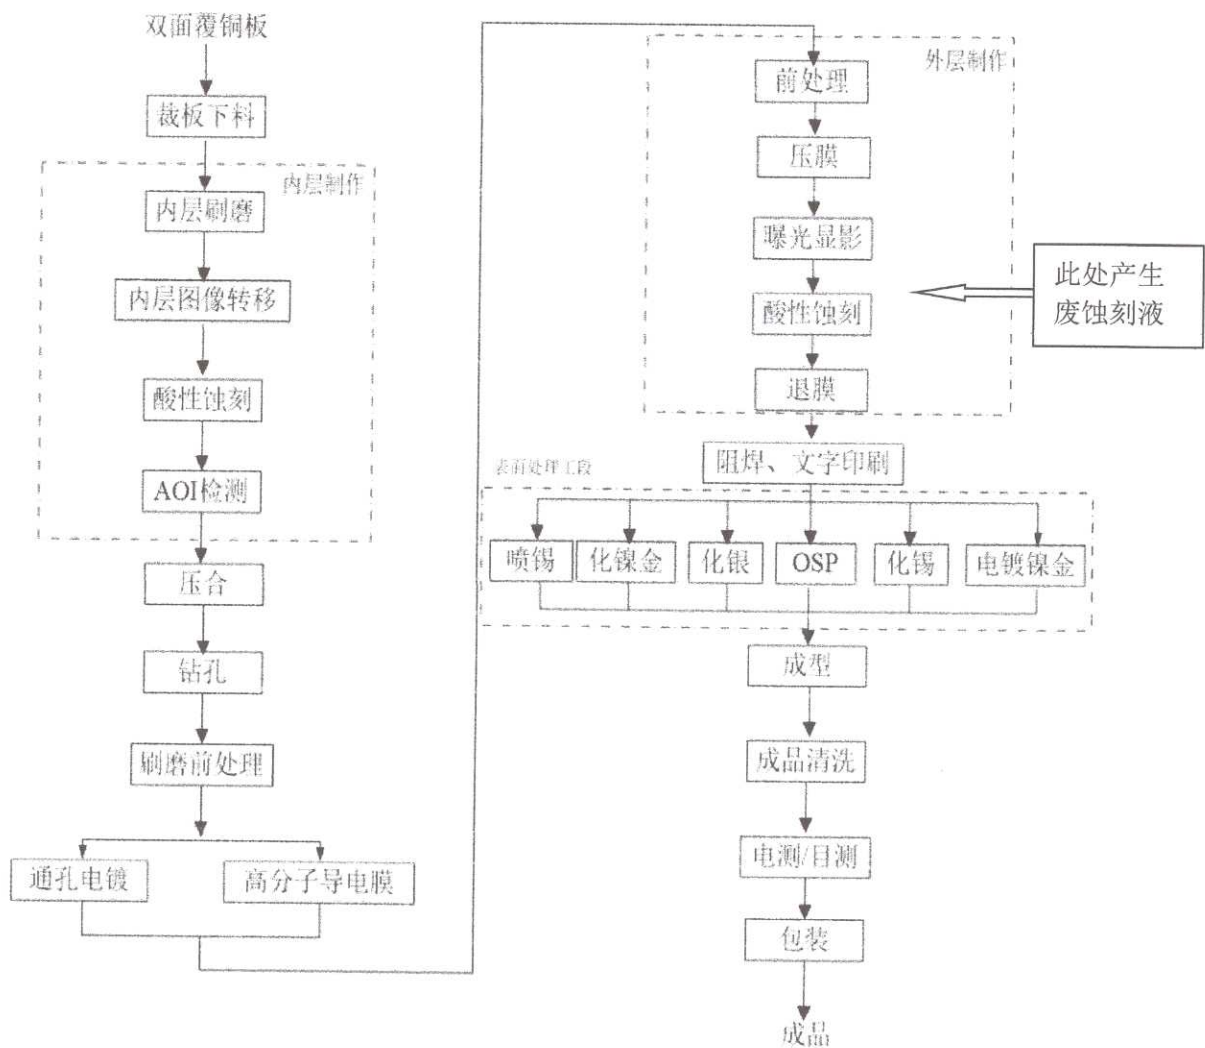 双面覆铜板
裁板下料
内层制作
内层刷磨
内层图像转移
酸性蚀刻
AOI检测
压合
钻孔
刷磨前处理
通孔电镀
高分子导电膜
外层制作
前处理
压膜
曝光显影
酸性蚀刻
退膜
此处产生
废蚀刻液
阻焊、文字印刷
表前处理工段
喷锡
化镍金
化银
OSP
化锡
电镀镍金
成型
成品清洗
电测/目测
包装
成品